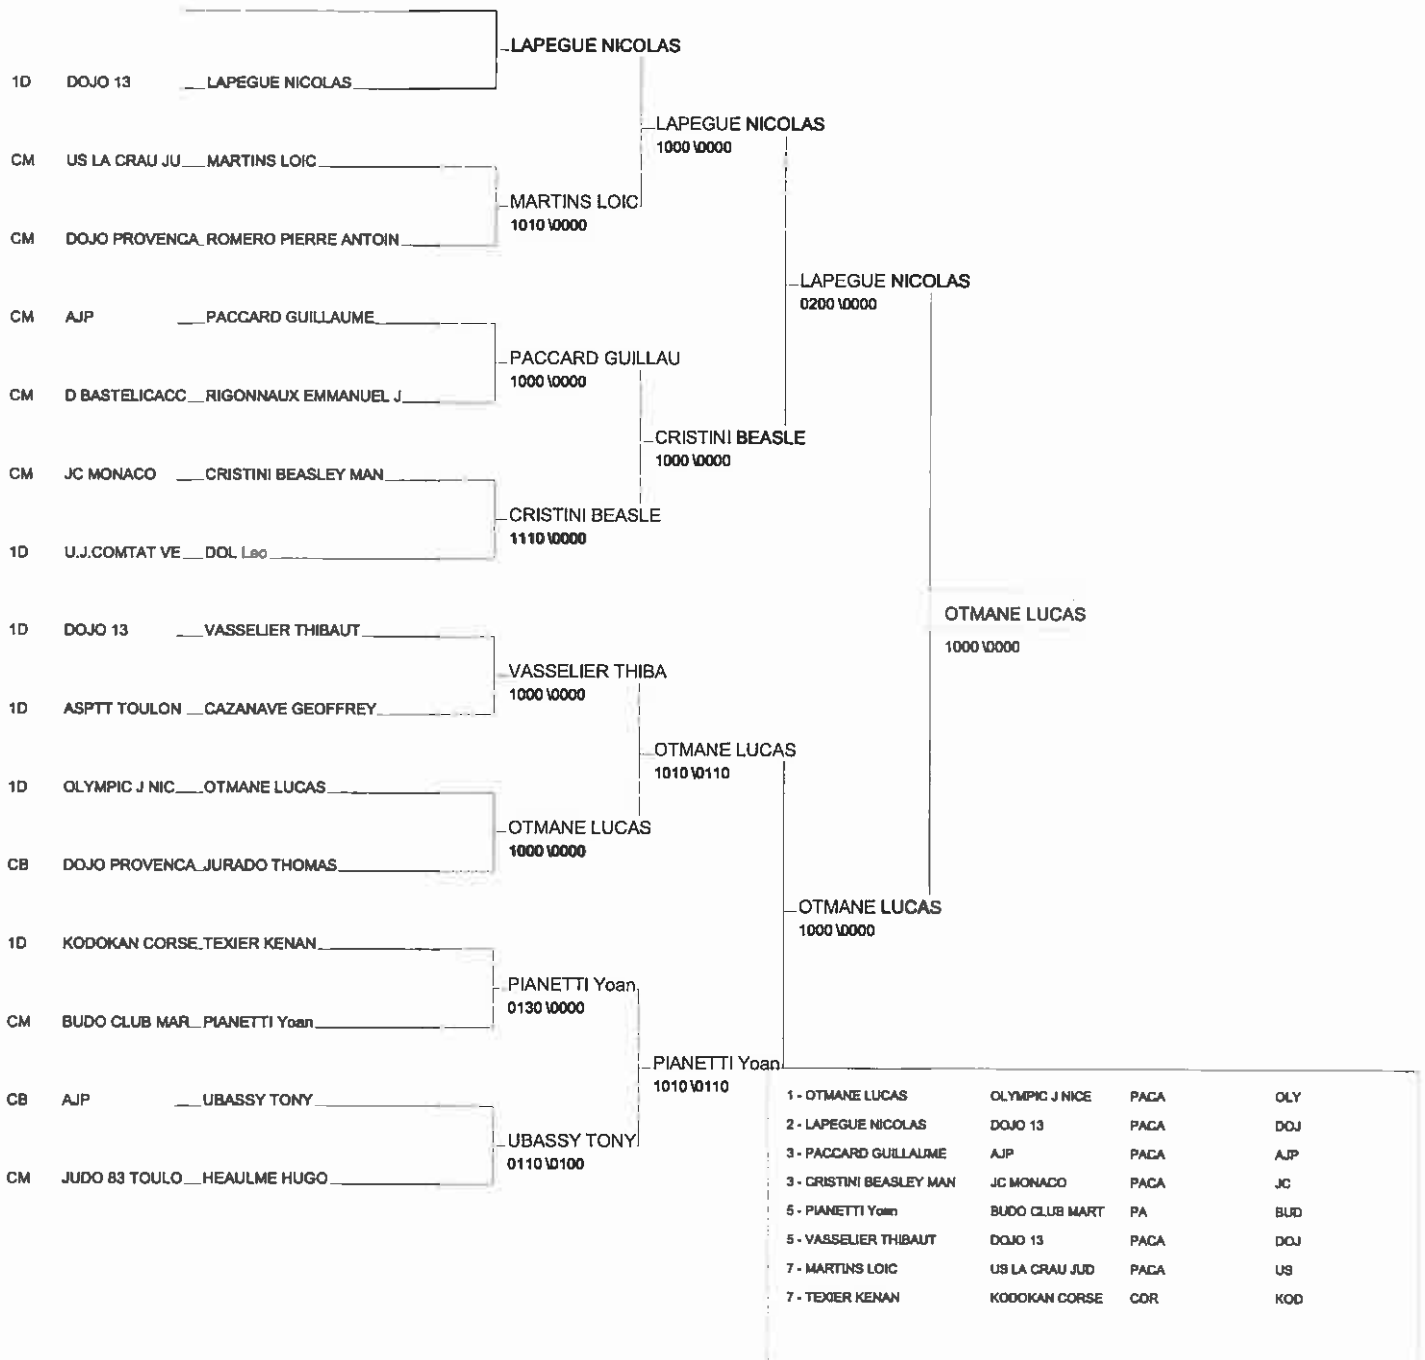 LAPEGUE NICOLAS
1D DOJO 13 LAPEGUE NICOLAS
LAPEGUE NICOLAS
1000 \0000
CM US LA CRAU JU MARTINS LOIC
MARTINS LOIC
1010 \0000
CM DOJO PROVENCA ROMERO PIERRE ANTOIN
LAPEGUE NICOLAS
0200 \0000
CM AJP PACCARD GUILLAUME
PACCARD GUILLAU
1000 \0000
CM D BASTELICACC RIGONNAUX EMMANUEL J
CRISTINI BEASLE
1000 \0000
CM JC MONACO CRISTINI BEASLEY MAN
CRISTINI BEASLE
1110 \0000
1D U.J.COMTAT VE DOL Leo
OTMANE LUCAS
1000 \0000
1D DOJO 13 VASSELIER THIBAUT
VASSELIER THIBA
1000 \0000
1D ASPTT TOULON CAZANAVE GEOFFREY
OTMANE LUCAS
1010 \0110
1D OLYMPIC J NIC OTMANE LUCAS
OTMANE LUCAS
1000 \0000
CB DOJO PROVENCA JURADO THOMAS
OTMANE LUCAS
1000 \0000
1D KODOKAN CORSE TEXIER KENAN
PIANETTI Yoan
0130 \0000
CM BUDO CLUB MAR PIANETTI Yoan
PIANETTI Yoan
1010 \0110
CB AJP UBASSY TONY
UBASSY TONY
0110 \0100
CM JUDO 83 TOULO HEAULME HUGO
1 - OTMANE LUCAS OLYMPIC J NICE PACA OLY
2 - LAPEGUE NICOLAS DOJO 13 PACA DOJ
3 - PACCARD GUILLAUME AJP PACA AJP
3 - CRISTINI BEASLEY MAN JC MONACO PACA JC
5 - PIANETTI Yoan BUDO CLUB MART PA BUD
5 - VASSELIER THIBAUT DOJO 13 PACA DOJ
7 - MARTINS LOIC US LA CRAU JUD PACA US
7 - TEXIER KENAN KODOKAN CORSE COR KOD